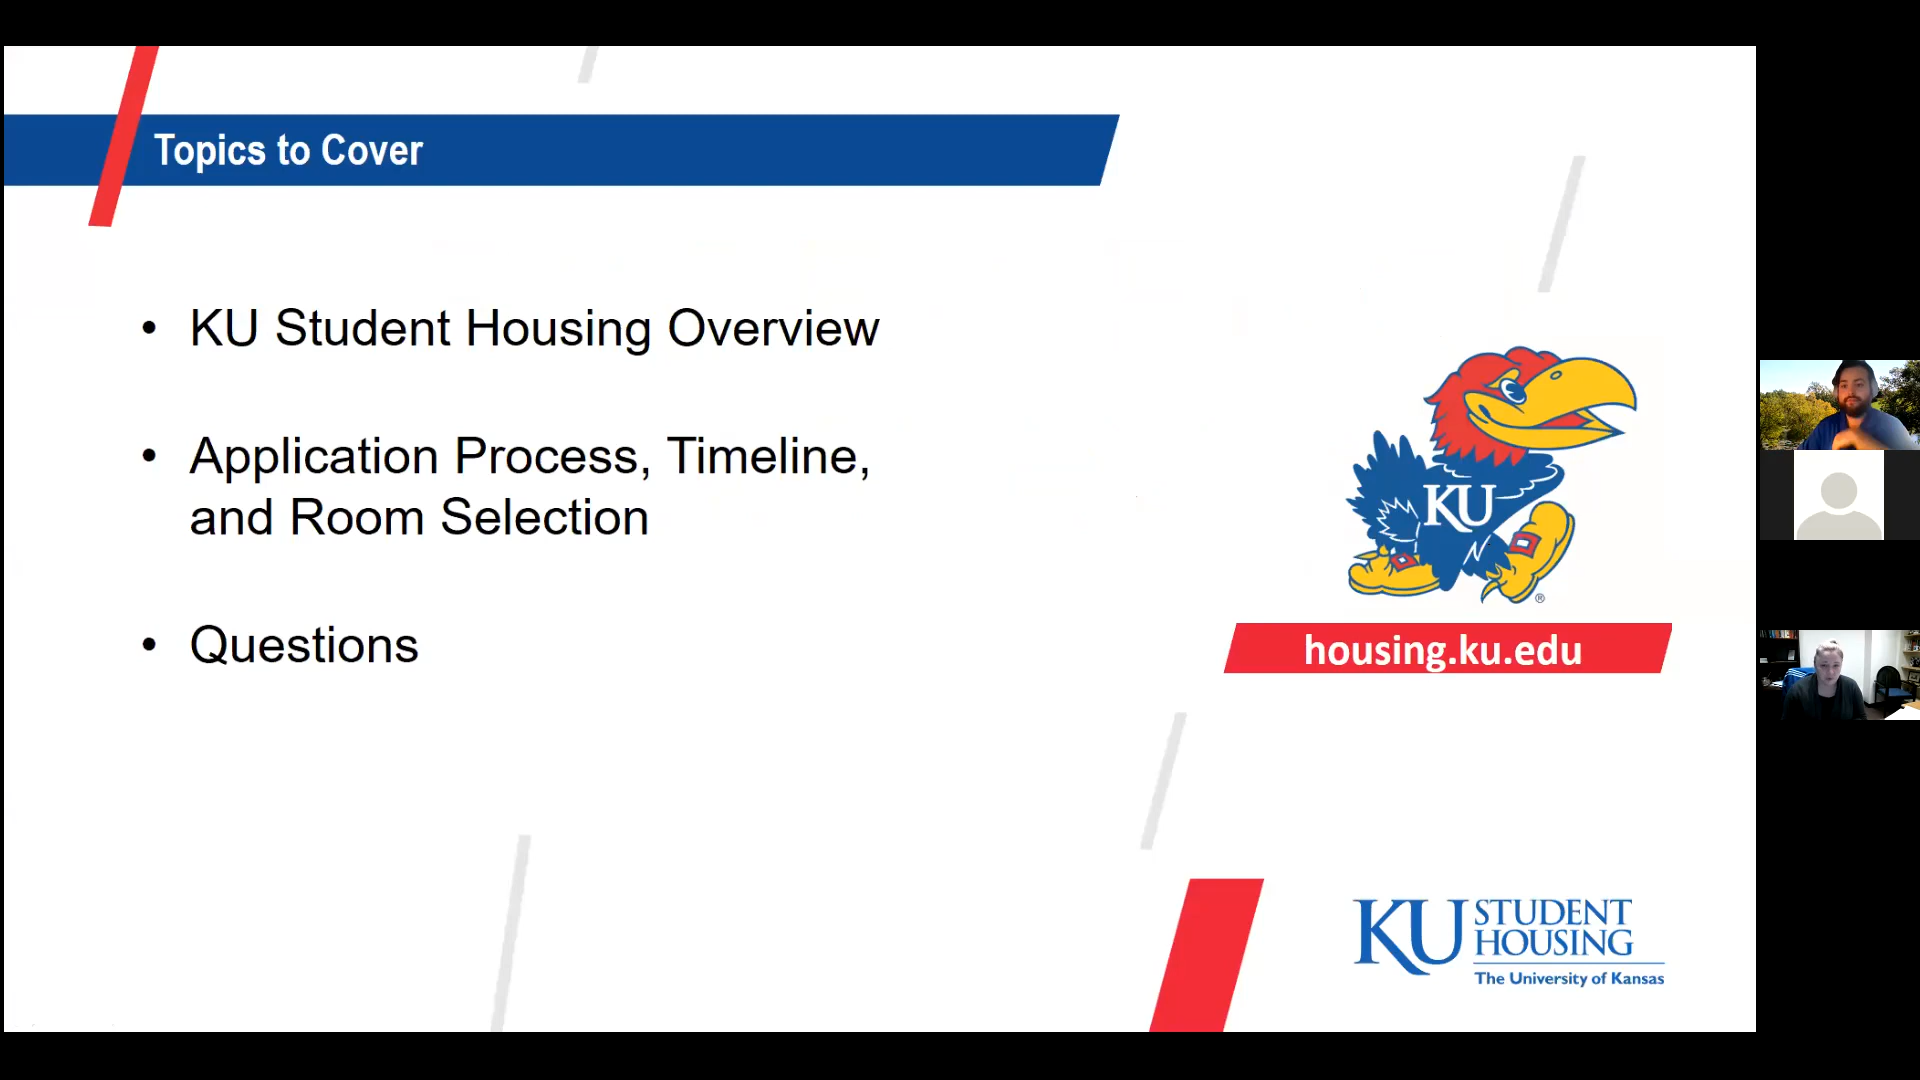 Topics to Cover
• KU Student Housing Overview
• Application Process, Timeline,
and Room Selection
• Questions
KU
®
housing.ku.edu
KU STUDENT
HOUSING
The University of Kansas